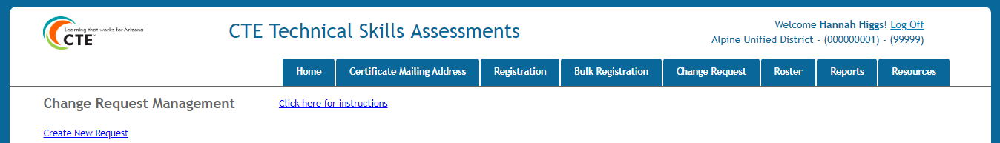 Learning that works for Arizona
CTE™
CTE Technical Skills Assessments
Welcome Hannah Higgs! Log Off
Alpine Unified District - (000000001) - (99999)
Home Certificate Mailing Address Registration Bulk Registration Change Request Roster Reports Resources
Change Request Management Click here for instructions
Create New Request